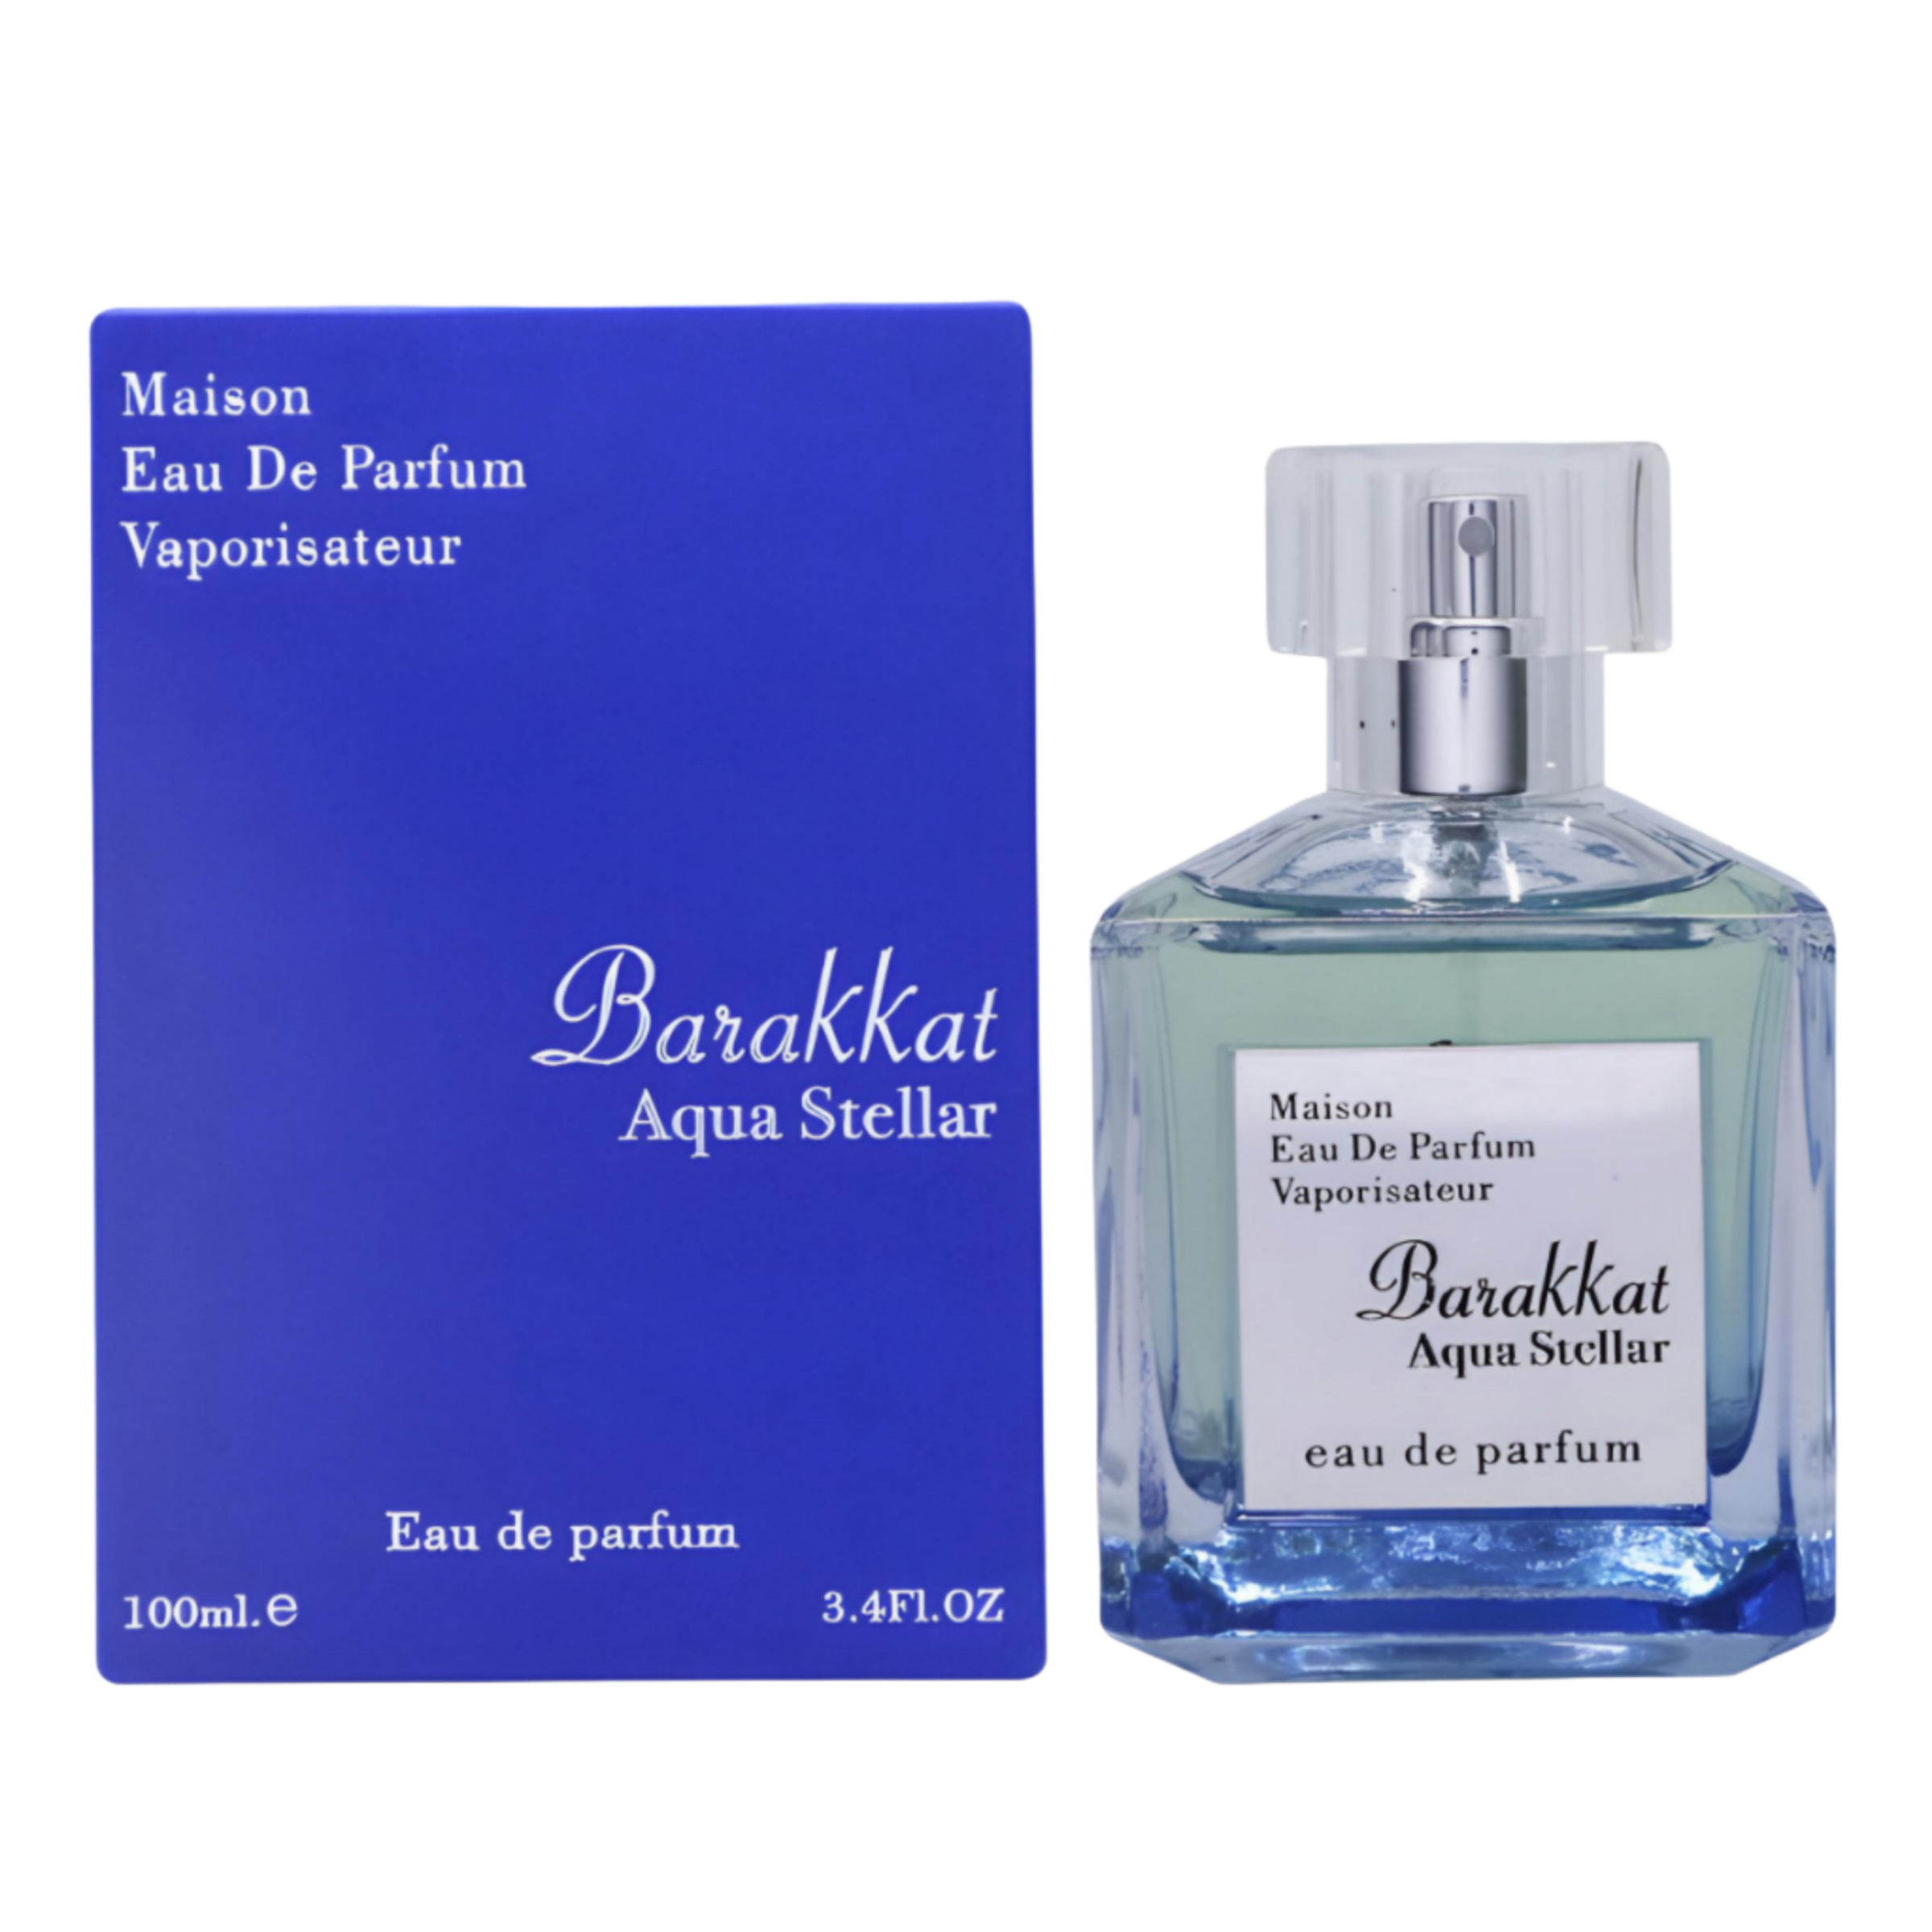 Maison
Eau De Parfum
Vaporisateur
Barakkat
Aqua Stellar
Eau de parfum
100ml.e
3.4Fl.OZ
Maison
Eau De Parfum
Vaporisateur
Barakkat
Aqua Stellar
eau de parfum